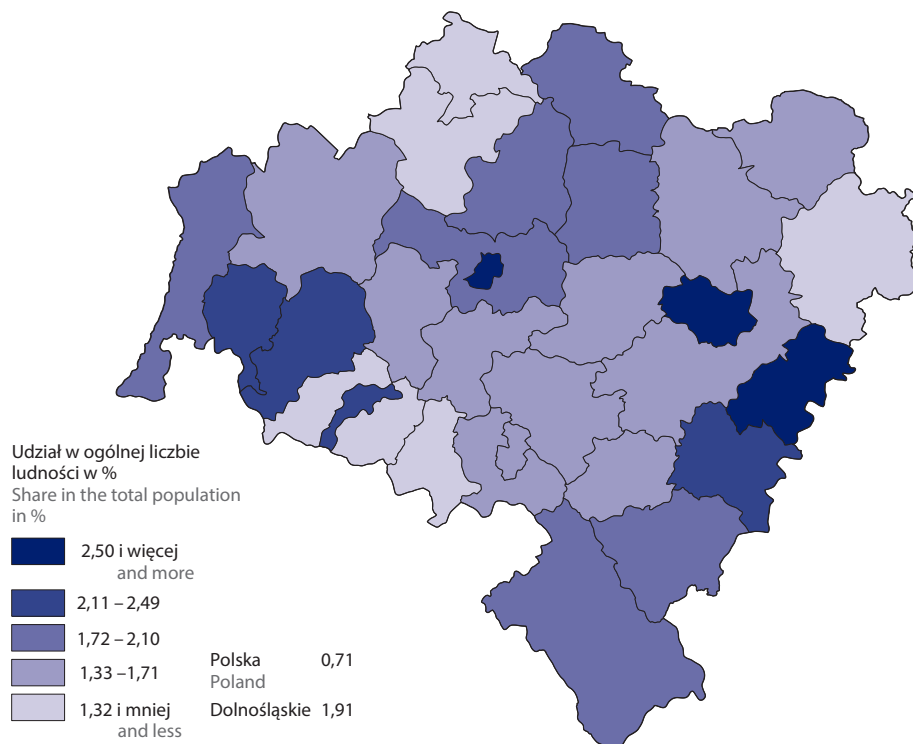 Udział w ogólnej liczbie
ludności w %
Share in the total population
in %
2,50 i więcej
and more
2,11 – 2,49
1,72 – 2,10
1,33 –1,71
1,32 i mniej
and less
Polska 0,71
Poland
Dolnośląskie 1,91